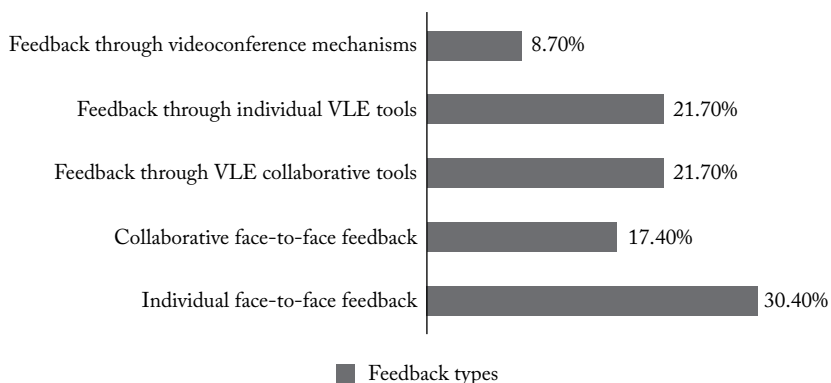 Feedback through videoconference mechanisms 8.70%
Feedback through individual VLE tools 21.70%
Feedback through VLE collaborative tools 21.70%
Collaborative face-to-face feedback 17.40%
Individual face-to-face feedback 30.40%
Feedback types